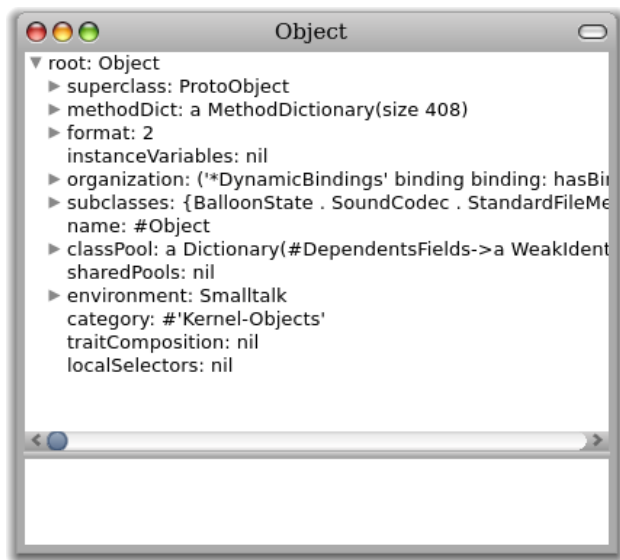 Object
root: Object
superclass: ProtoObject
methodDict: a MethodDictionary(size 408)
format: 2
instanceVariables: nil
organization: ('*DynamicBindings' binding binding: hasBin
subclasses: {BalloonState . SoundCodec . StandardFileMe
name: #Object
classPool: a Dictionary(#DependentsFields->a WeakIdent
sharedPools: nil
environment: Smalltalk
category: #'Kernel-Objects'
traitComposition: nil
localSelectors: nil